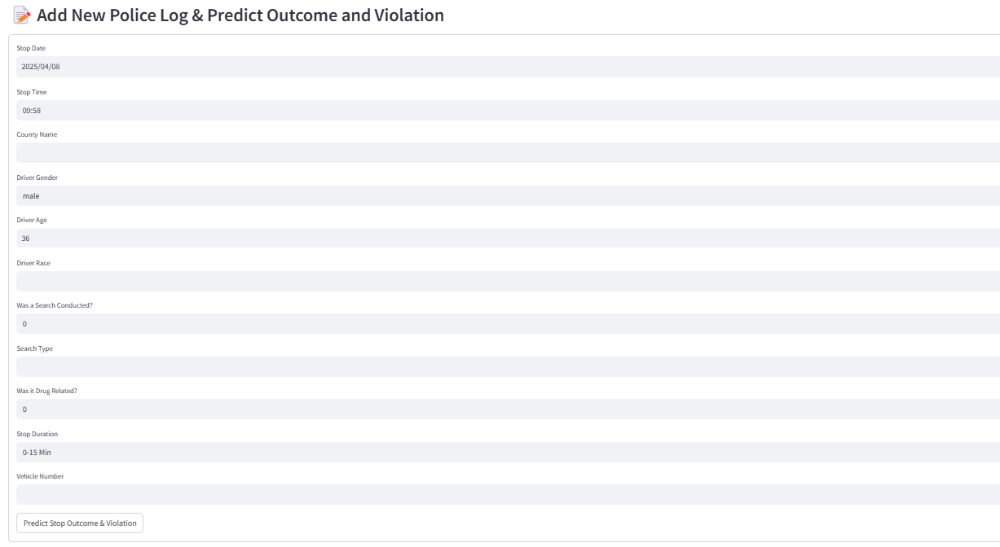 Add New Police Log & Predict Outcome and Violation
Stop Date
2025/04/08
Stop Time
09:58
County Name
Driver Gender
male
Driver Age
36
Driver Race
Was a Search Conducted?
0
Search Type
Was it Drug Related?
0
Stop Duration
0-15 Min
Vehicle Number
Predict Stop Outcome & Violation